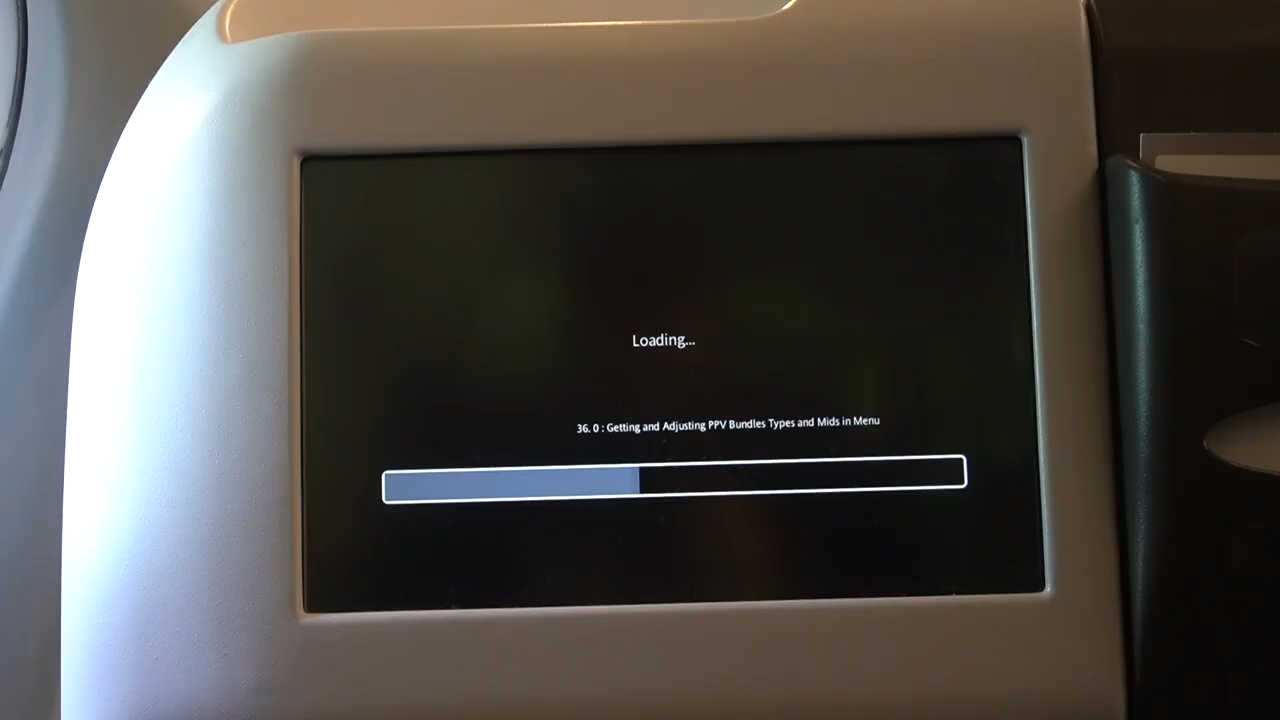 Loading...
36. 0 : Getting and Adjusting PPV Bundles Types and Mids in Menu